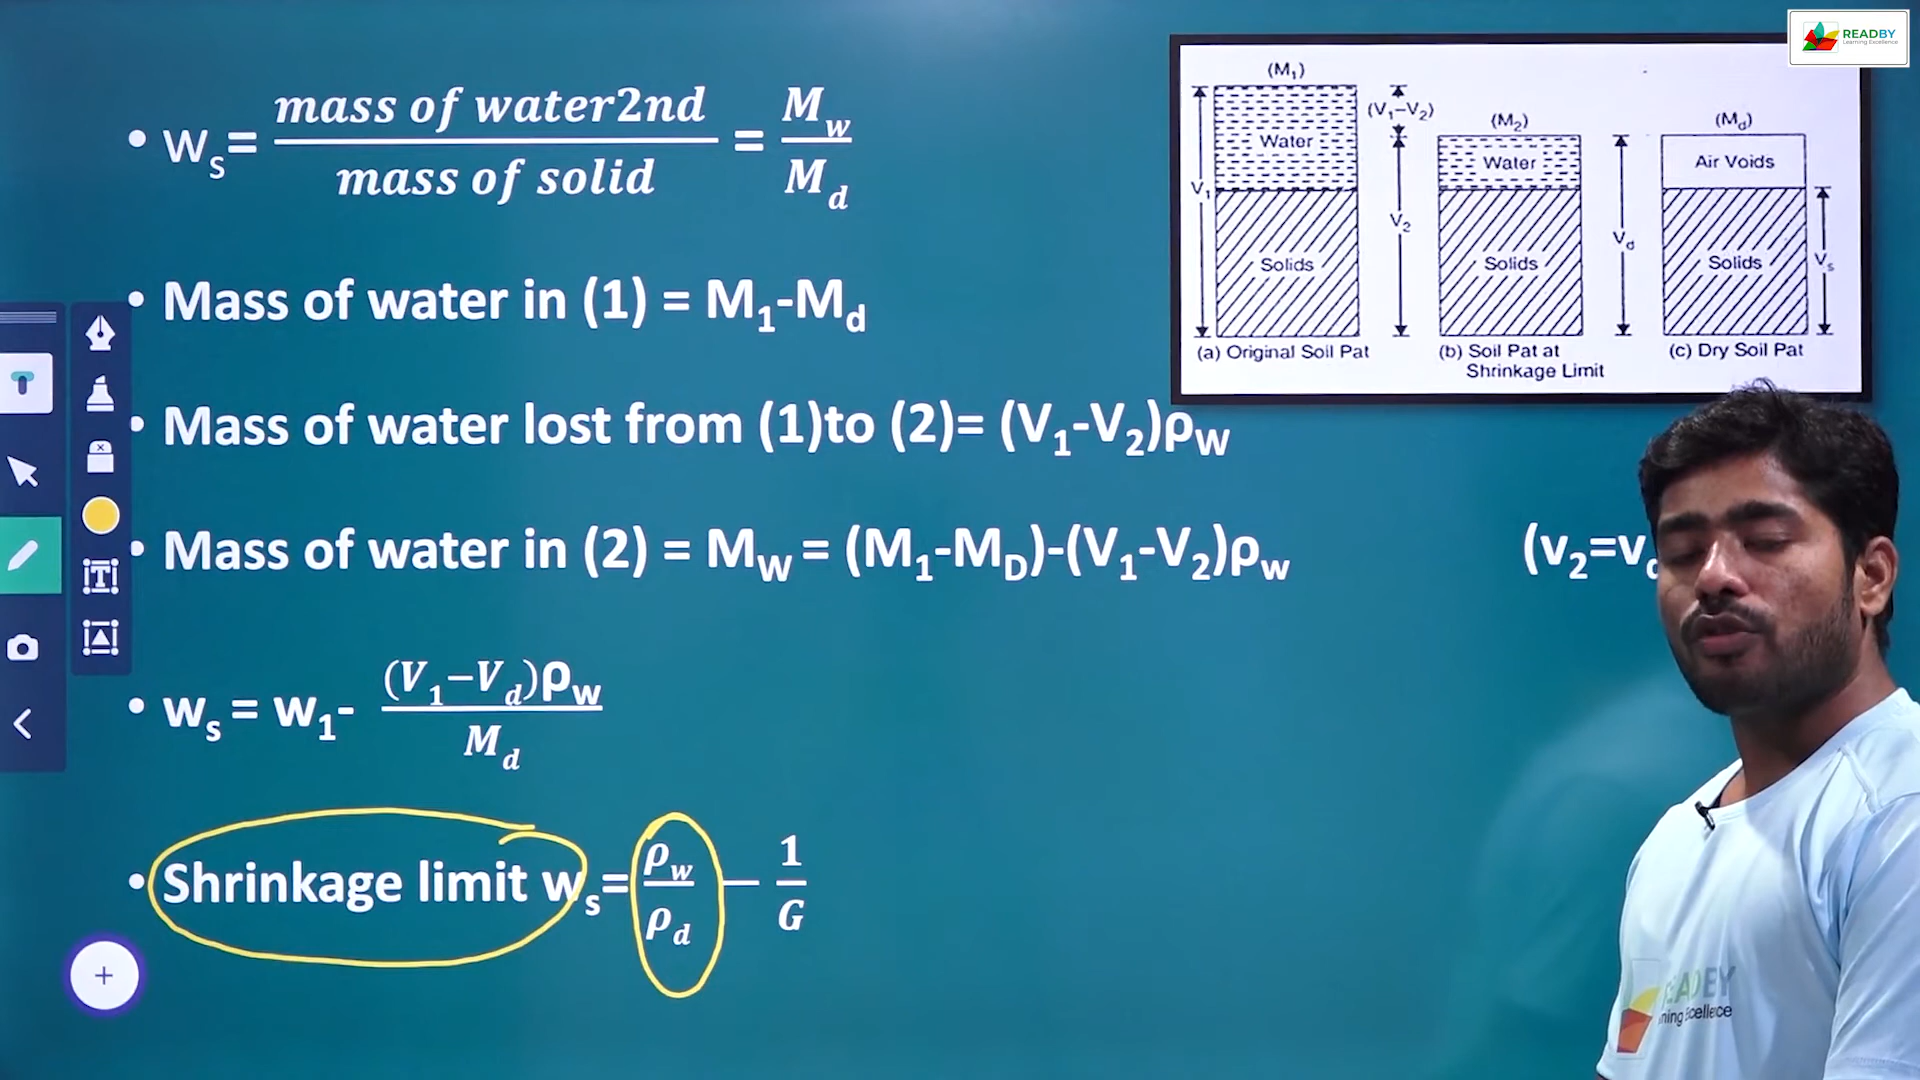 READBY
Learning Excellence
• ws= mass of water2nd / mass of solid = Mw / Md
• Mass of water in (1) = M1-Md
• Mass of water lost from (1)to (2)= (V1-V2)ρW
• Mass of water in (2) = MW = (M1-MD)-(V1-V2)ρw (v2=v
• ws = w1- (V1-Vd)ρw / Md
• Shrinkage limit ws= ρw / ρd - 1 / G
(M1)
(V1-V2)
(M2)
(Md)
Water
Water
Air Voids
V1
V2
Vd
Vs
Solids
Solids
Solids
(a) Original Soil Pat
(b) Soil Pat at
Shrinkage Limit
(c) Dry Soil Pat
Excellence